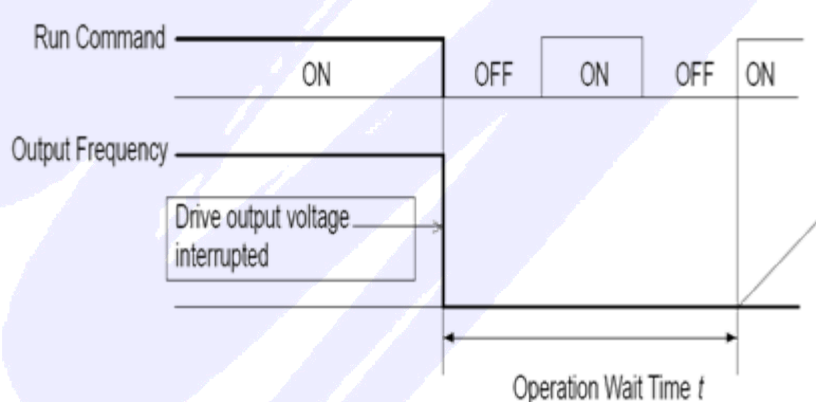 Run Command
ON OFF ON OFF ON
Output Frequency
Drive output voltage
interrupted
Operation Wait Time t